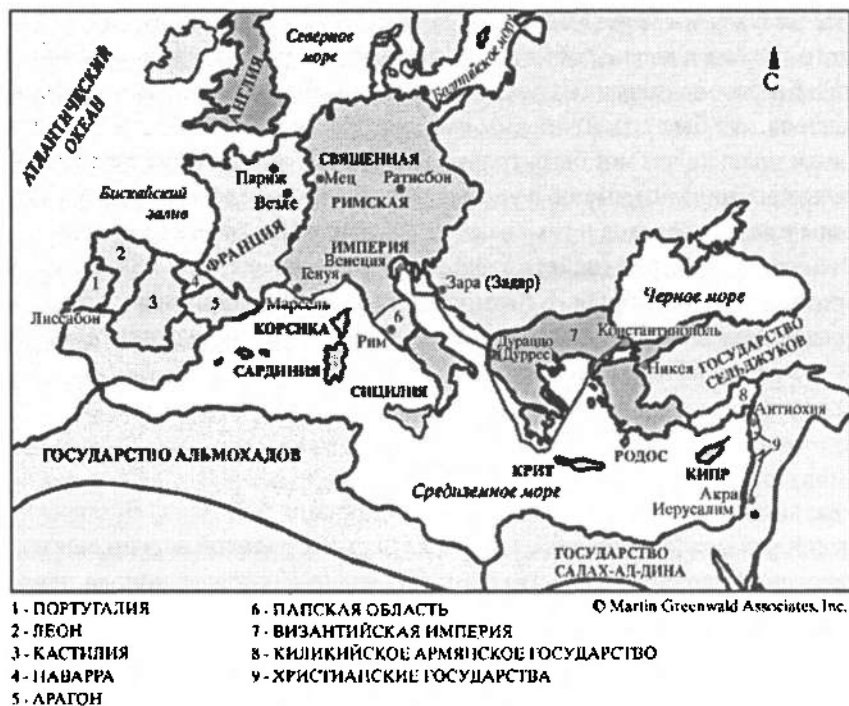 Северное море
С
Балтийское море
АТЛАНТИЧЕСКИЙ ОКЕАН
АНГЛИЯ
СВЯЩЕННАЯ
Париж
Мец
Ратисбон
Бискайский залив
Везле
РИМСКАЯ
ФРАНЦИЯ
ИМПЕРИЯ
2
Венеция
1
4
Генуя
Зара (Задар)
Черное море
3
5
Марсель
Лиссабон
КОРСИКА
6
Дураццо
(Дуррес)
7
Константинополь
Рим
Никея
ГОСУДАРСТВО СЕЛЬДЖУКОВ
САРДИНИЯ
СИЦИЛИЯ
8
Антиохия
9
ГОСУДАРСТВО АЛЬМОХАДОВ
КРИТ
РОДОС
КИПР
Средиземное море
Акра
Иерусалим
ГОСУДАРСТВО
САЛАХ-АД-ДИНА
© Martin Greenwald Associates, Inc.
1 - ПОРТУГАЛИЯ
2 - ЛЕОН
3 - КАСТИЛИЯ
4 - НАВАРРА
5 - АРАГОН
6 - ПАПСКАЯ ОБЛАСТЬ
7 - ВИЗАНТИЙСКАЯ ИМПЕРИЯ
8 - КИЛИКИЙСКОЕ АРМЯНСКОЕ ГОСУДАРСТВО
9 - ХРИСТИАНСКИЕ ГОСУДАРСТВА